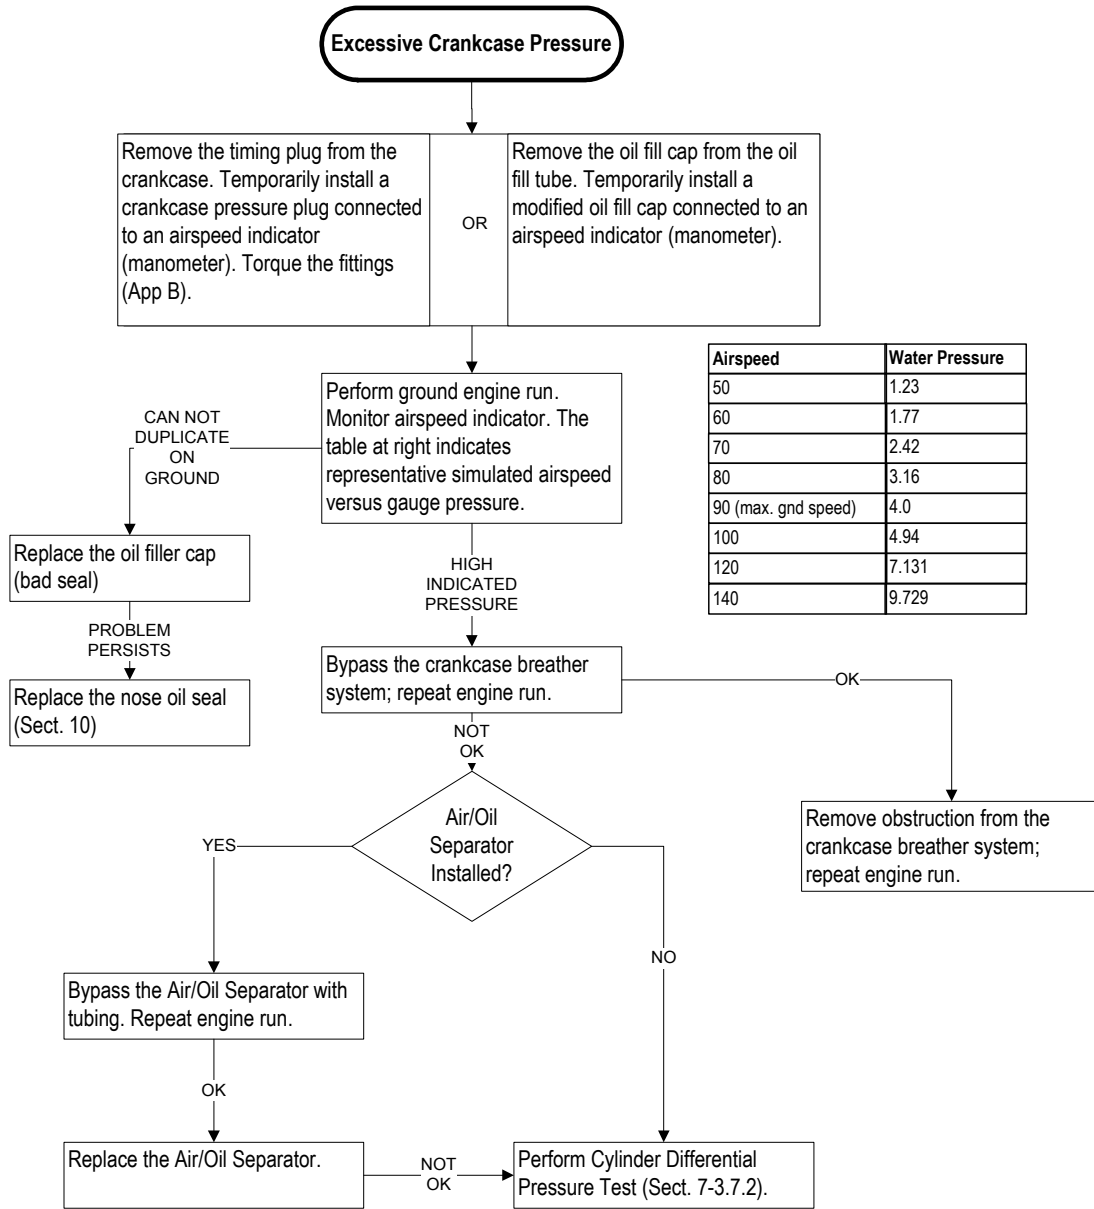 Excessive Crankcase Pressure
Remove the timing plug from the
crankcase. Temporarily install a
crankcase pressure plug connected
to an airspeed indicator
(manometer). Torque the fittings
(App B).
OR
Remove the oil fill cap from the oil
fill tube. Temporarily install a
modified oil fill cap connected to an
airspeed indicator (manometer).
Airspeed Water Pressure
50 1.23
60 1.77
70 2.42
80 3.16
90 (max. gnd speed) 4.0
100 4.94
120 7.131
140 9.729
Perform ground engine run.
Monitor airspeed indicator. The
table at right indicates
representative simulated airspeed
versus gauge pressure.
CAN NOT
DUPLICATE
ON
GROUND
Replace the oil filler cap
(bad seal)
PROBLEM
PERSISTS
Replace the nose oil seal
(Sect. 10)
HIGH
INDICATED
PRESSURE
Bypass the crankcase breather
system; repeat engine run.
OK
Remove obstruction from the
crankcase breather system;
repeat engine run.
NOT
OK
Air/Oil
Separator
Installed?
YES
NO
Bypass the Air/Oil Separator with
tubing. Repeat engine run.
OK
Replace the Air/Oil Separator.
NOT
OK
Perform Cylinder Differential
Pressure Test (Sect. 7-3.7.2).